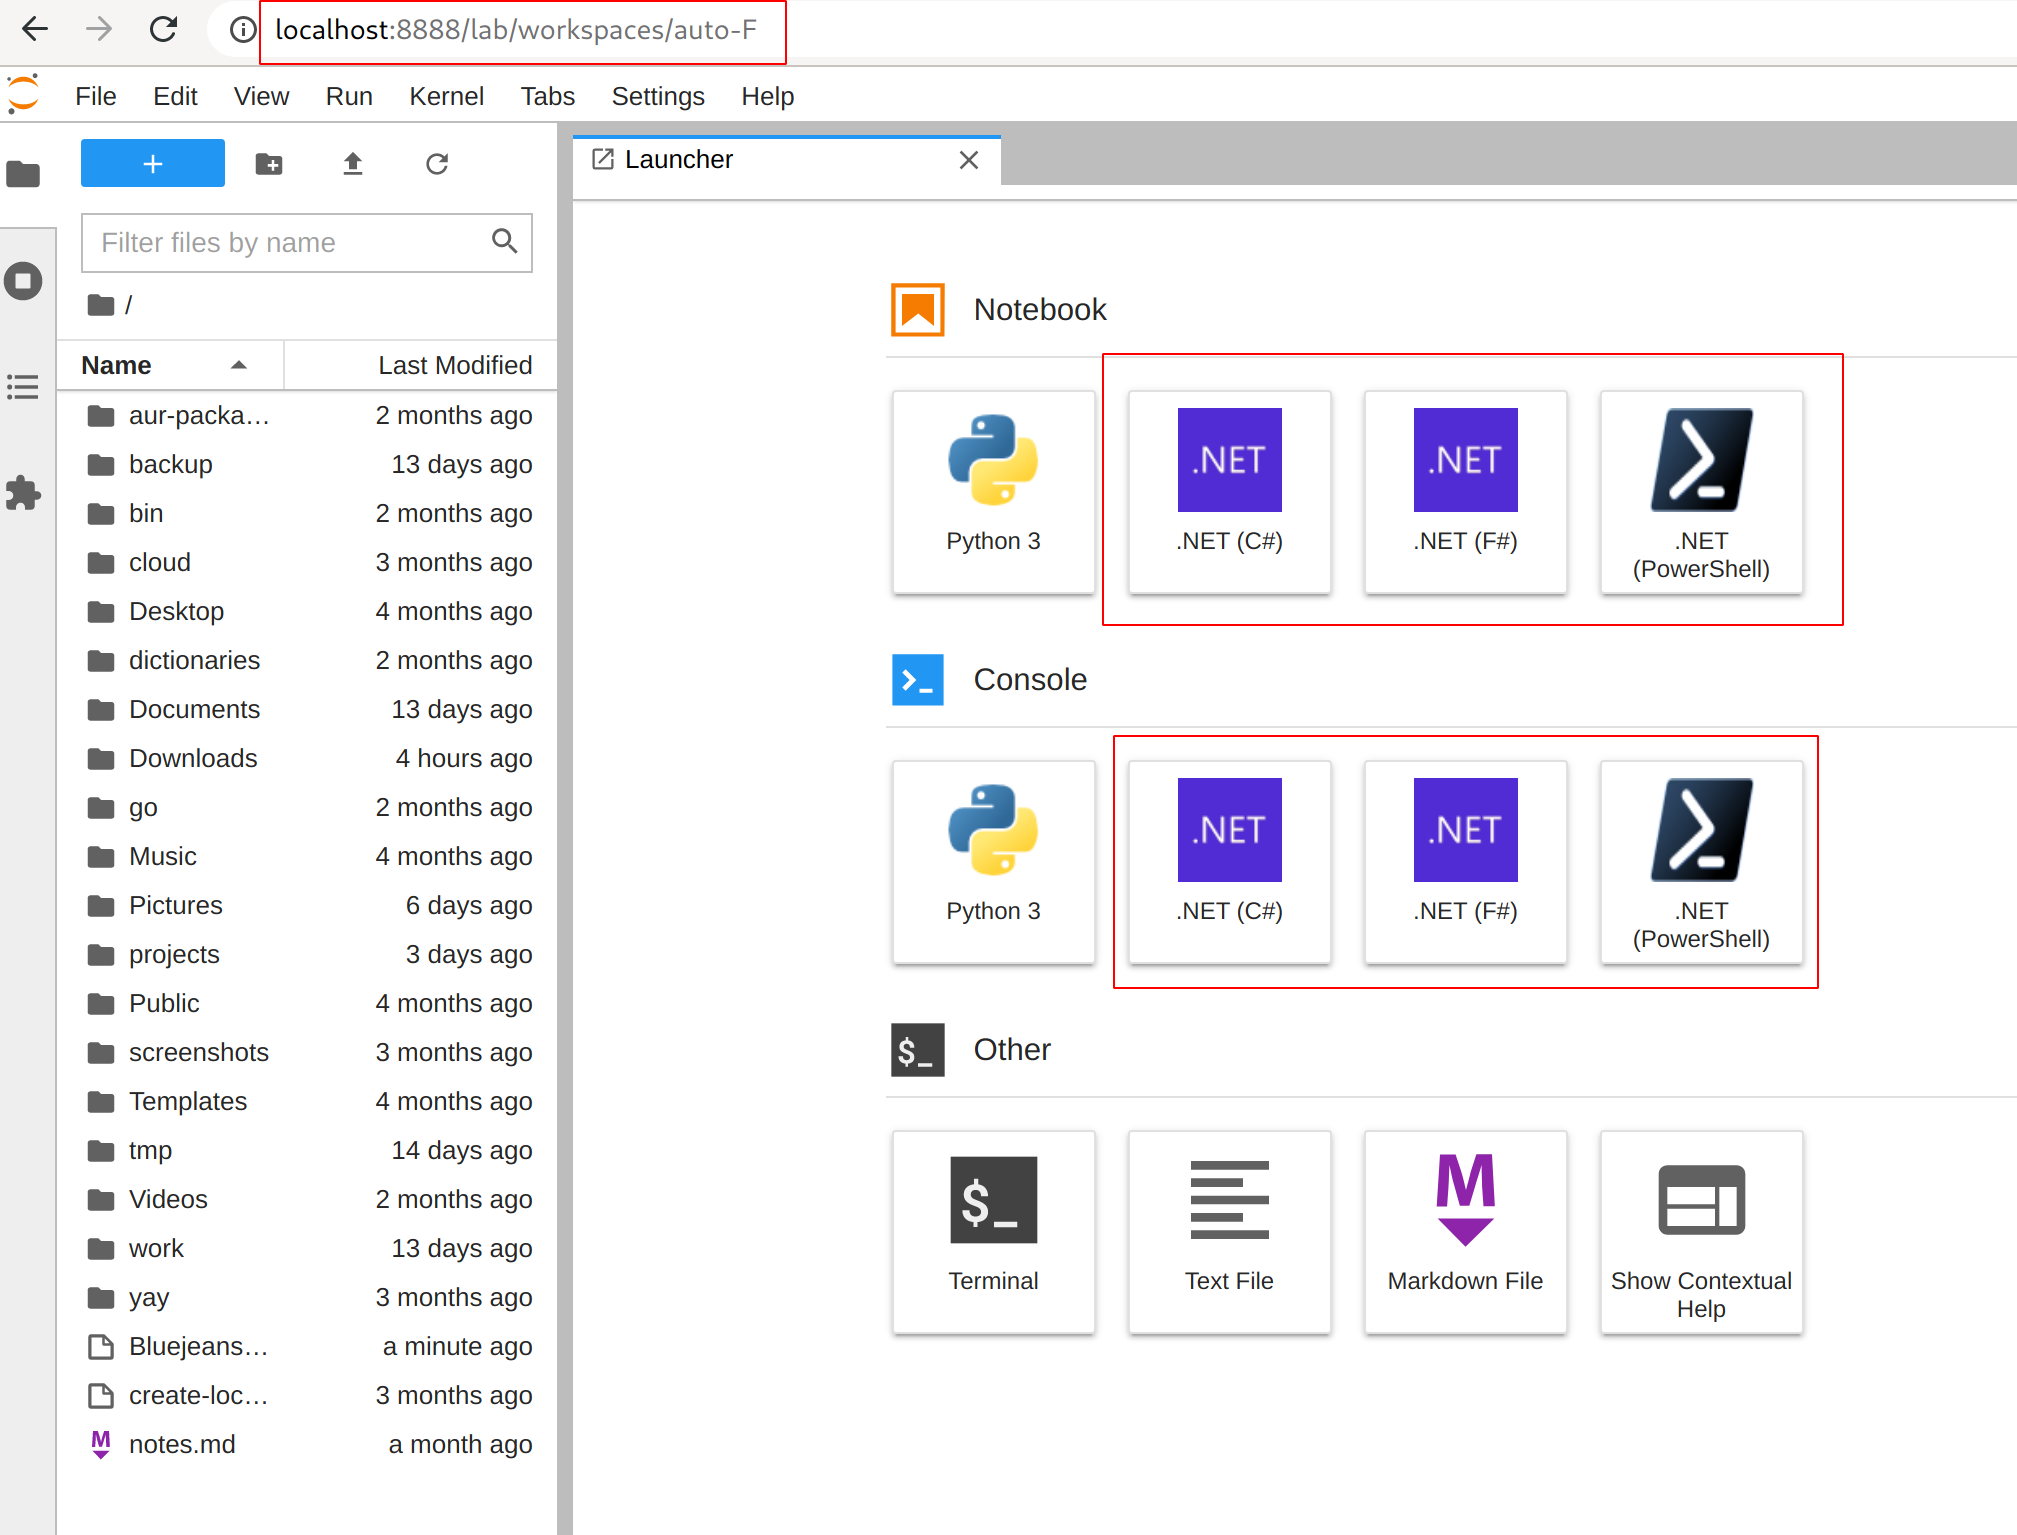 localhost:8888/lab/workspaces/auto-F
File Edit View Run Kernel Tabs Settings Help
Launcher
Filter files by name
/
Name Last Modified
aur-packa… 2 months ago
backup 13 days ago
bin 2 months ago
cloud 3 months ago
Desktop 4 months ago
dictionaries 2 months ago
Documents 13 days ago
Downloads 4 hours ago
go 2 months ago
Music 4 months ago
Pictures 6 days ago
projects 3 days ago
Public 4 months ago
screenshots 3 months ago
Templates 4 months ago
tmp 14 days ago
Videos 2 months ago
work 13 days ago
yay 3 months ago
Bluejeans… a minute ago
create-loc… 3 months ago
notes.md a month ago
Notebook
.NET .NET
Python 3 .NET (C#) .NET (F#) .NET
(PowerShell)
Console
.NET .NET
Python 3 .NET (C#) .NET (F#) .NET
(PowerShell)
$_ Other
$_ M
Terminal Text File Markdown File Show Contextual
Help